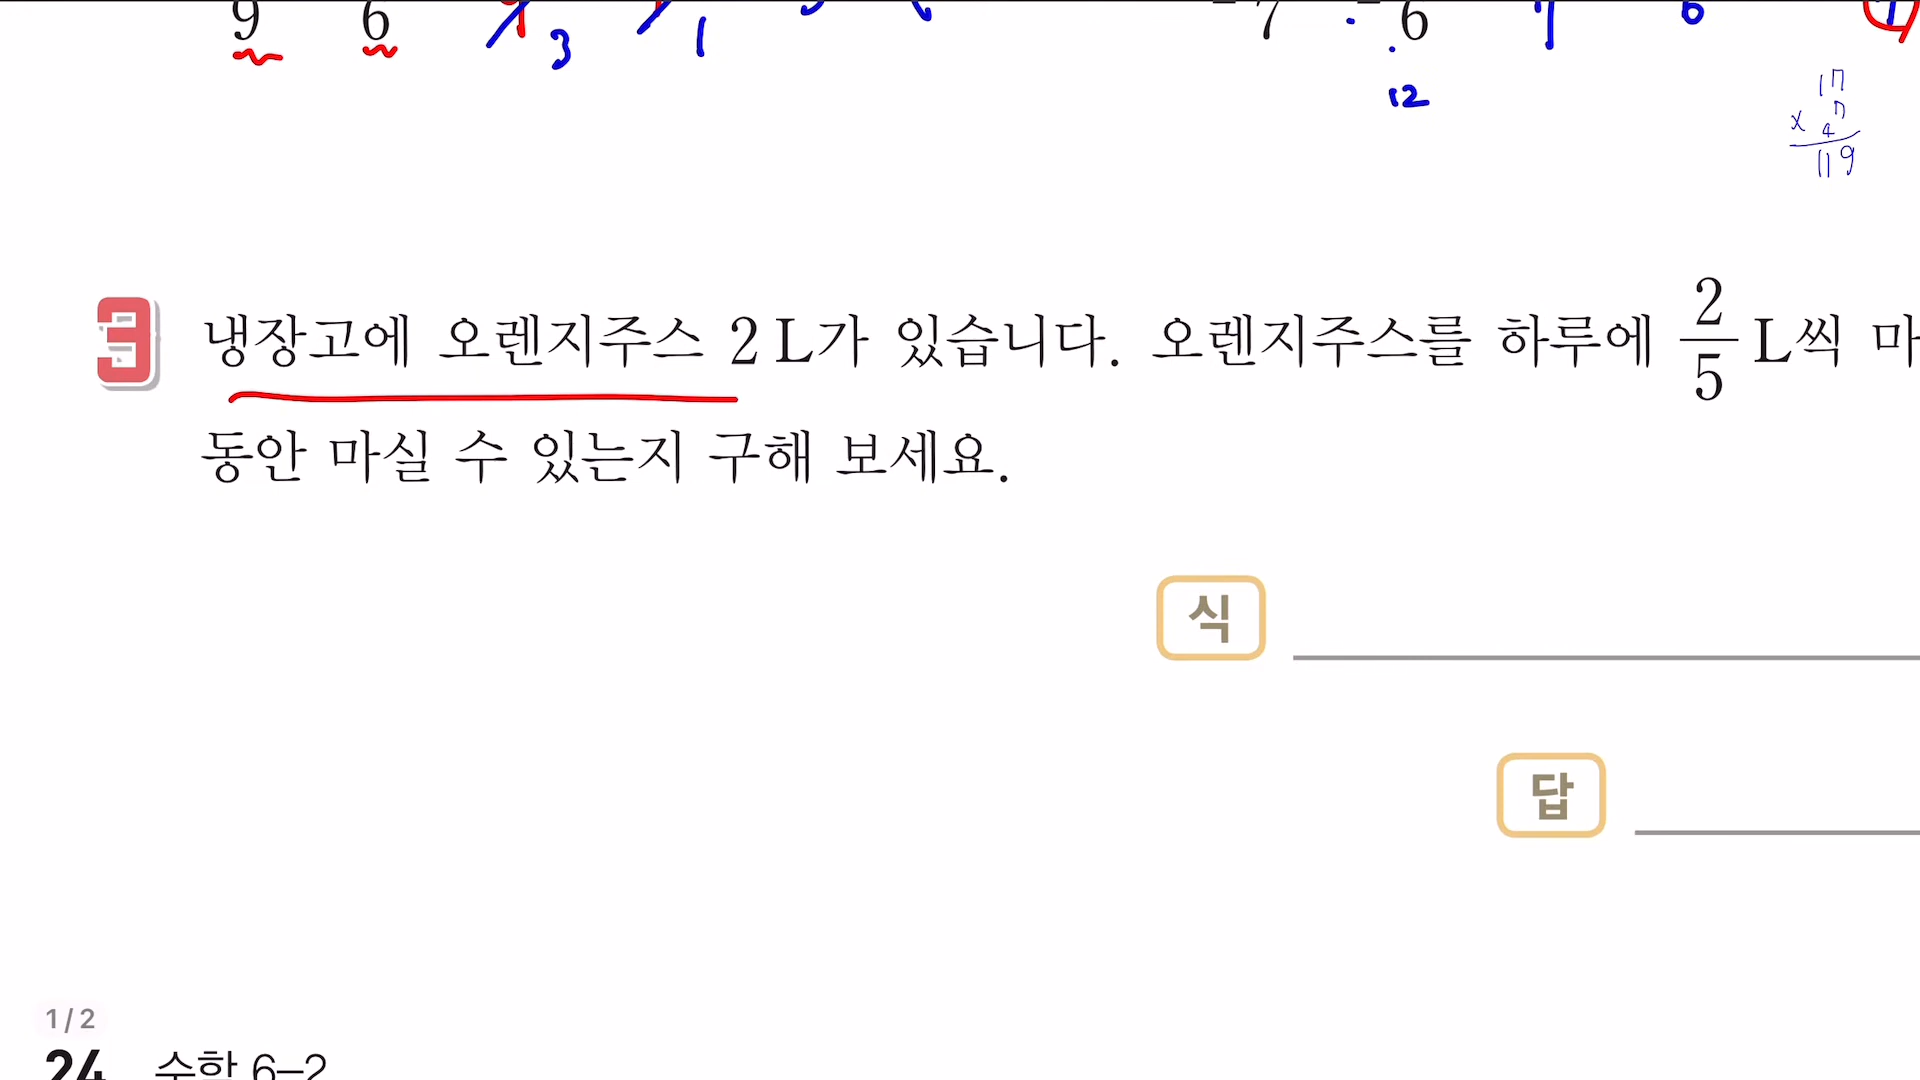 9 6 3 1 7 6
12
17
× 7
4
119
3 냉장고에 오렌지주스 2 L가 있습니다. 오렌지주스를 하루에 2/5 L씩 마
동안 마실 수 있는지 구해 보세요.
식
답
1 / 2
24 수학 6–2